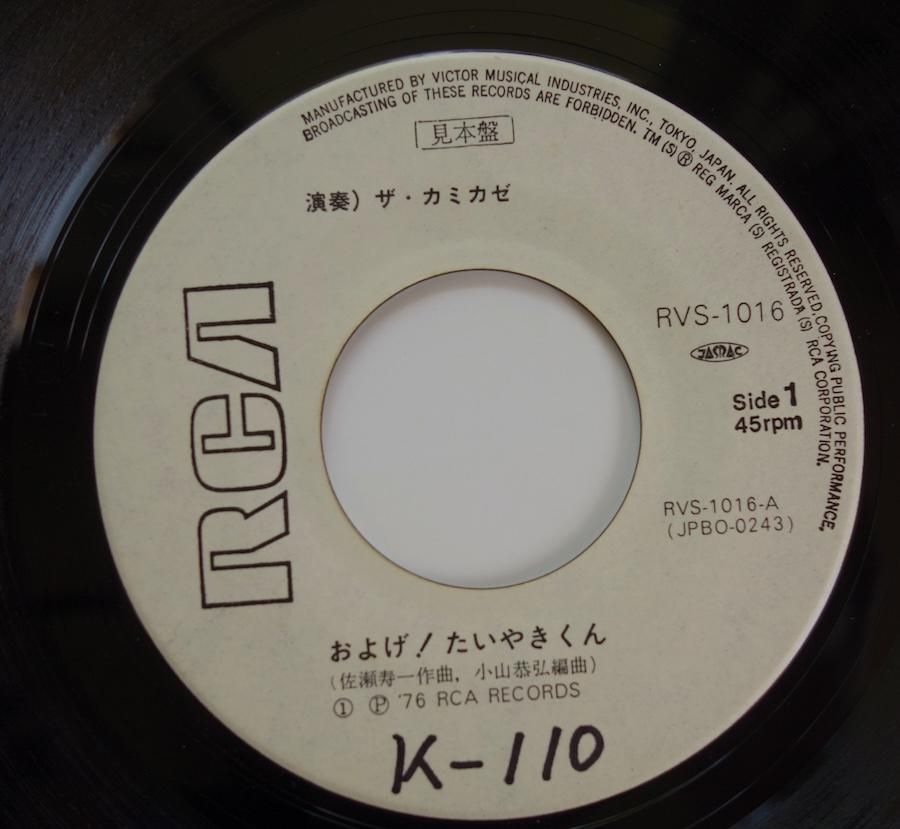 MANUFACTURED BY VICTOR MUSICAL INDUSTRIES, INC., TOKYO, JAPAN. ALL RIGHTS RESERVED. COPYING PUBLIC PERFORMANCE,
BROADCASTING OF THESE RECORDS ARE FORBIDDEN. TM (S) ® REG MARCA (S) REGISTRADA (S) RCA CORPORATION.
見本盤
演奏) ザ・カミカゼ
RCA
RVS-1016
JASRAC
Side 1
45rpm
RVS-1016-A
(JPBO-0243)
およげ!たいやきくん
(佐瀬寿一作曲, 小山恭弘編曲)
① Ⓟ '76 RCA RECORDS
K-110